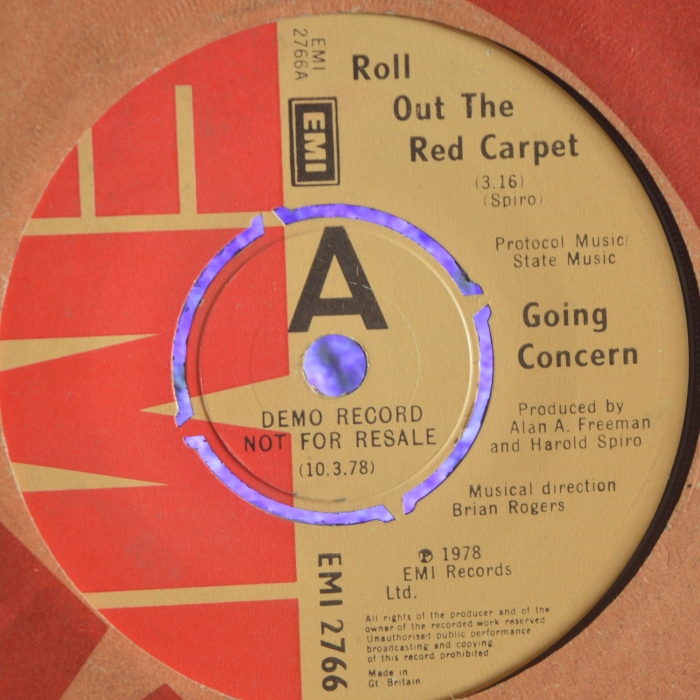 EMI
2766A
EMI
Roll
Out The
Red Carpet
(3.16)
(Spiro)
Protocol Music/
State Music
A
Going
Concern
DEMO RECORD
NOT FOR RESALE
(10.3.78)
Produced by
Alan A. Freeman
and Harold Spiro
Musical direction
Brian Rogers
℗ 1978
EMI Records
Ltd.
EMI 2766
All rights of the producer and of the
owner of the recorded work reserved
Unauthorised public performance
broadcasting and copying
of this record prohibited
Made in
Gt Britain